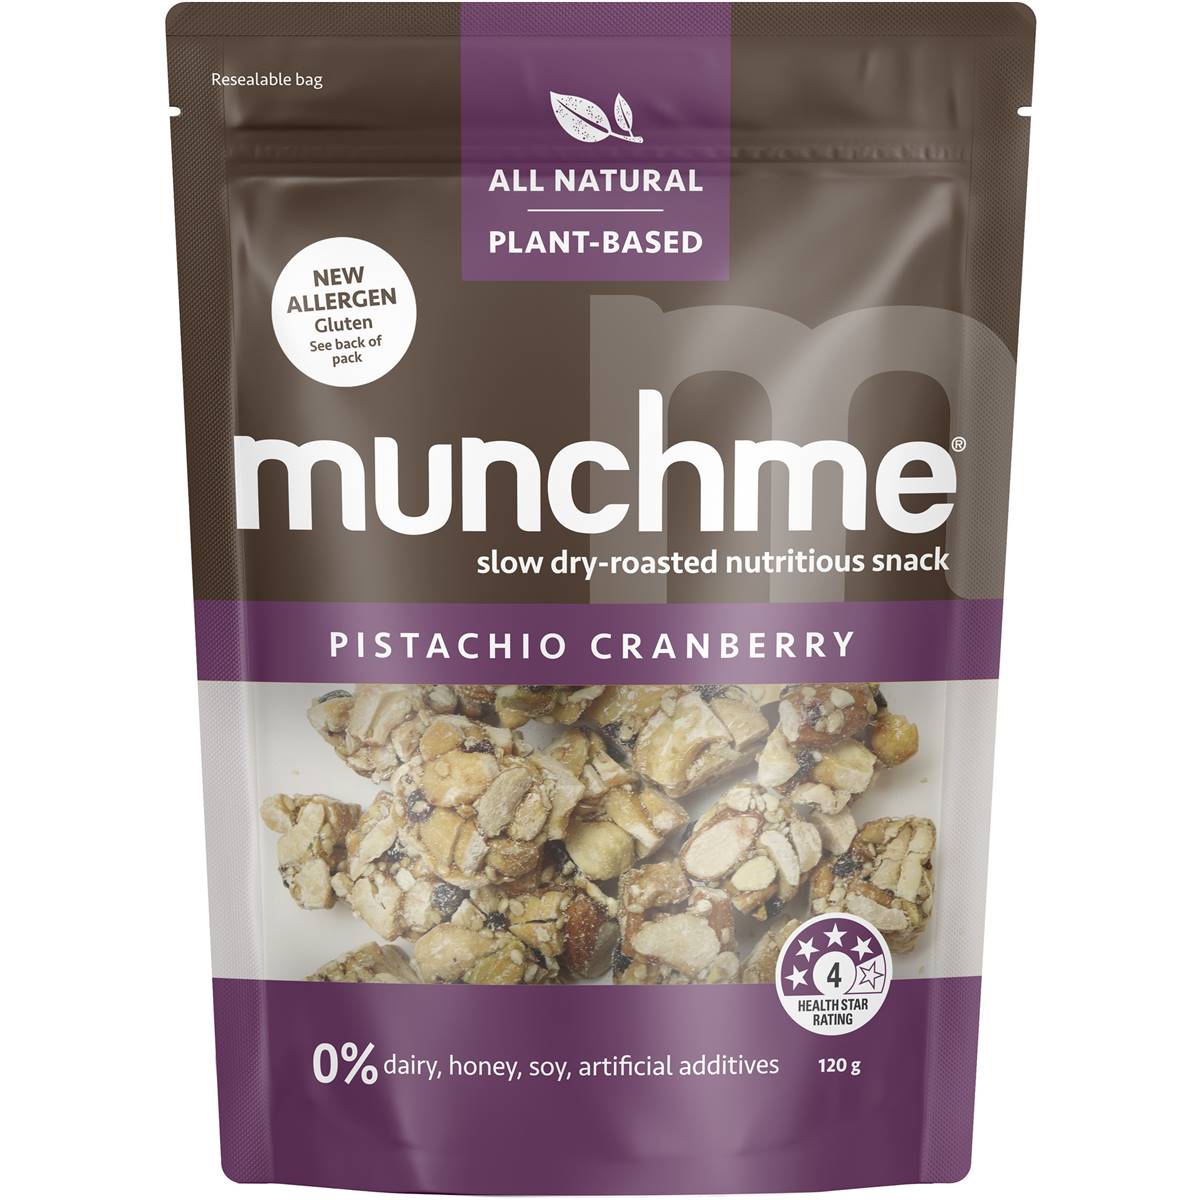 Resealable bag
ALL NATURAL
PLANT-BASED
NEW
ALLERGEN
Gluten
See back of
pack
m
munchme®
slow dry-roasted nutritious snack
PISTACHIO CRANBERRY
4
HEALTH STAR
RATING
0% dairy, honey, soy, artificial additives
120 g